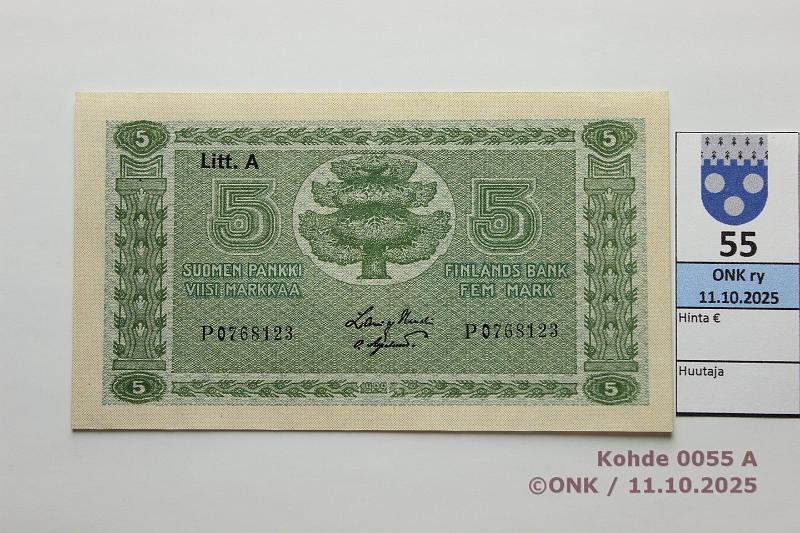 5 5
Litt. A
5 5
SUOMEN PANKKI FINLANDS BANK
VIISI MARKKAA FEM MARK
P0768123 P0768123
5 5
55
ONK ry
11.10.2025
Hinta €
Huutaja
Kohde 0055 A
©ONK / 11.10.2025